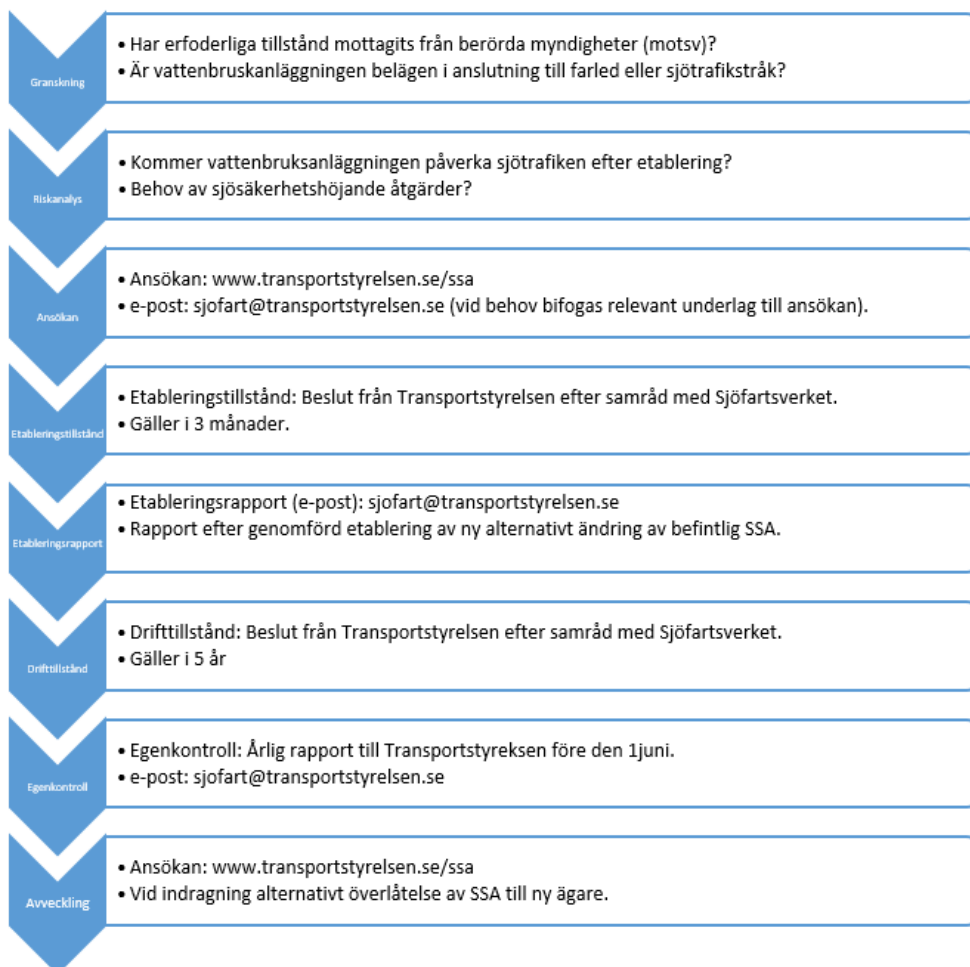 Granskning
• Har erfoderliga tillstånd mottagits från berörda myndigheter (motsv)?
• Är vattenbruskanläggningen belägen i anslutning till farled eller sjötrafikstråk?
Riskanalys
• Kommer vattenbruksanläggningen påverka sjötrafiken efter etablering?
• Behov av sjösäkerhetshöjande åtgärder?
Ansökan
• Ansökan: www.transportstyrelsen.se/ssa
• e-post: sjofart@transportstyrelsen.se (vid behov bifogas relevant underlag till ansökan).
Etableringstillstånd
• Etableringstillstånd: Beslut från Transportstyrelsen efter samråd med Sjöfartsverket.
• Gäller i 3 månader.
Etableringsrapport
• Etableringsrapport (e-post): sjofart@transportstyrelsen.se
• Rapport efter genomförd etablering av ny alternativt ändring av befintlig SSA.
Drifttillstånd
• Drifttillstånd: Beslut från Transportstyrelsen efter samråd med Sjöfartsverket.
• Gäller i 5 år
Egenkontroll
• Egenkontroll: Årlig rapport till Transportstyreksen före den 1juni.
• e-post: sjofart@transportstyrelsen.se
Avveckling
• Ansökan: www.transportstyrelsen.se/ssa
• Vid indragning alternativt överlåtelse av SSA till ny ägare.